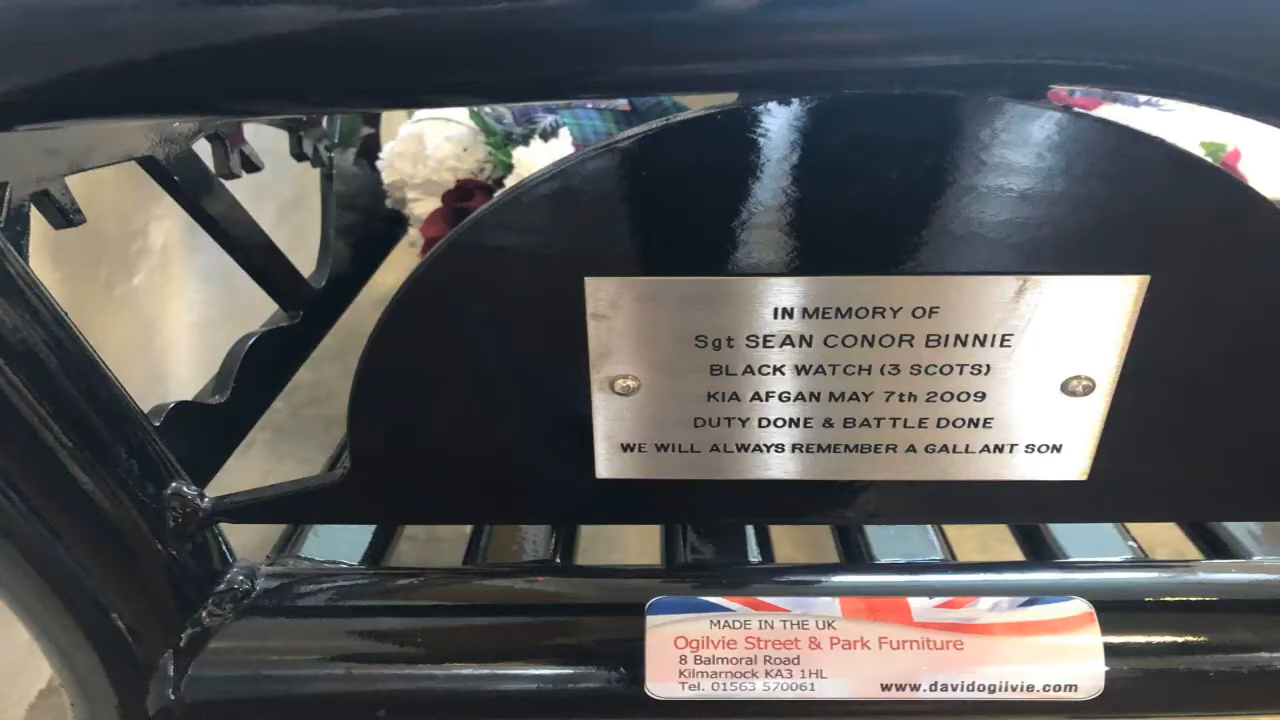 IN MEMORY OF
Sgt SEAN CONOR BINNIE
BLACK WATCH (3 SCOTS)
KIA AFGAN MAY 7th 2009
DUTY DONE & BATTLE DONE
WE WILL ALWAYS REMEMBER A GALLANT SON
MADE IN THE UK
Ogilvie Street & Park Furniture
8 Balmoral Road
Kilmarnock KA3 1HL
Tel. 01563 570061 www.davidogilvie.com